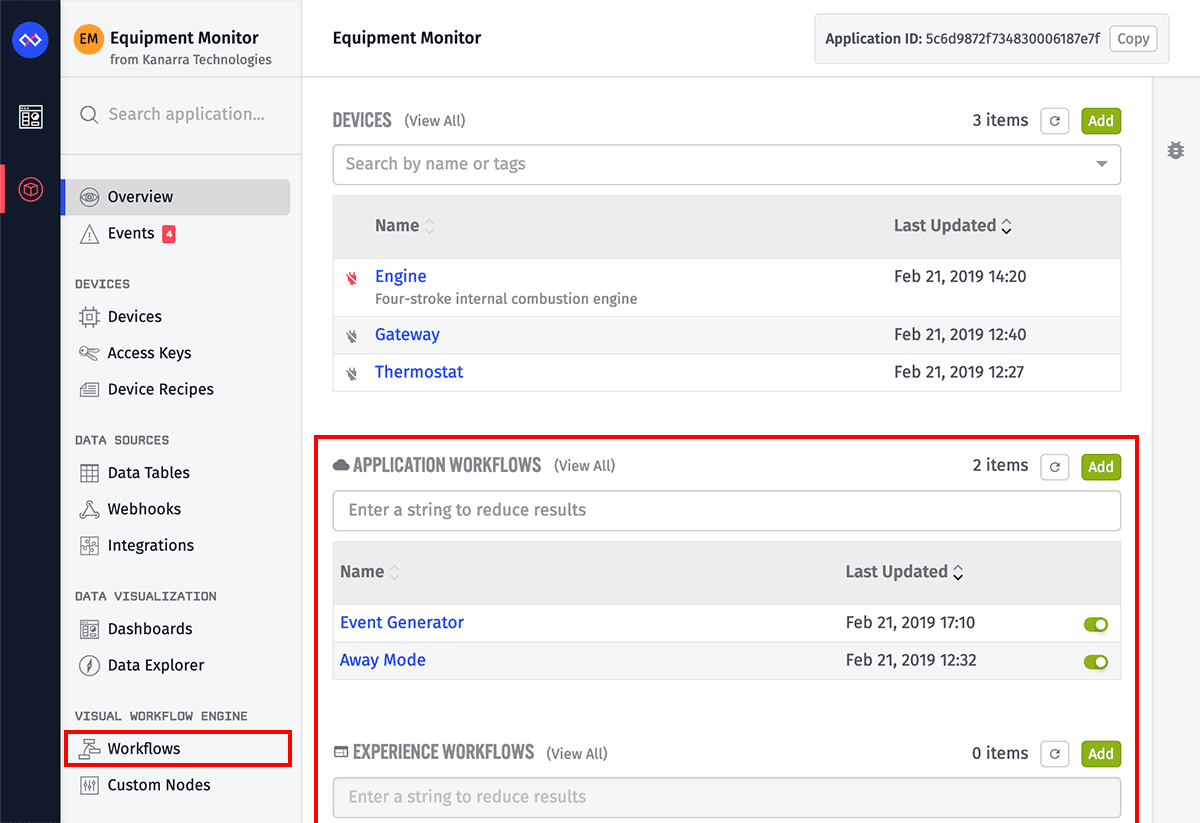 EM
Equipment Monitor
from Kanarra Technologies
Equipment Monitor
Application ID: 5c6d9872f734830006187e7f
Copy
Search application...
Overview
Events 4
DEVICES
Devices
Access Keys
Device Recipes
DATA SOURCES
Data Tables
Webhooks
Integrations
DATA VISUALIZATION
Dashboards
Data Explorer
VISUAL WORKFLOW ENGINE
Workflows
Custom Nodes
DEVICES (View All) 3 items Add
Search by name or tags
Name Last Updated
Engine Feb 21, 2019 14:20
Four-stroke internal combustion engine
Gateway Feb 21, 2019 12:40
Thermostat Feb 21, 2019 12:27
APPLICATION WORKFLOWS (View All) 2 items Add
Enter a string to reduce results
Name Last Updated
Event Generator Feb 21, 2019 17:10
Away Mode Feb 21, 2019 12:32
EXPERIENCE WORKFLOWS (View All) 0 items Add
Enter a string to reduce results